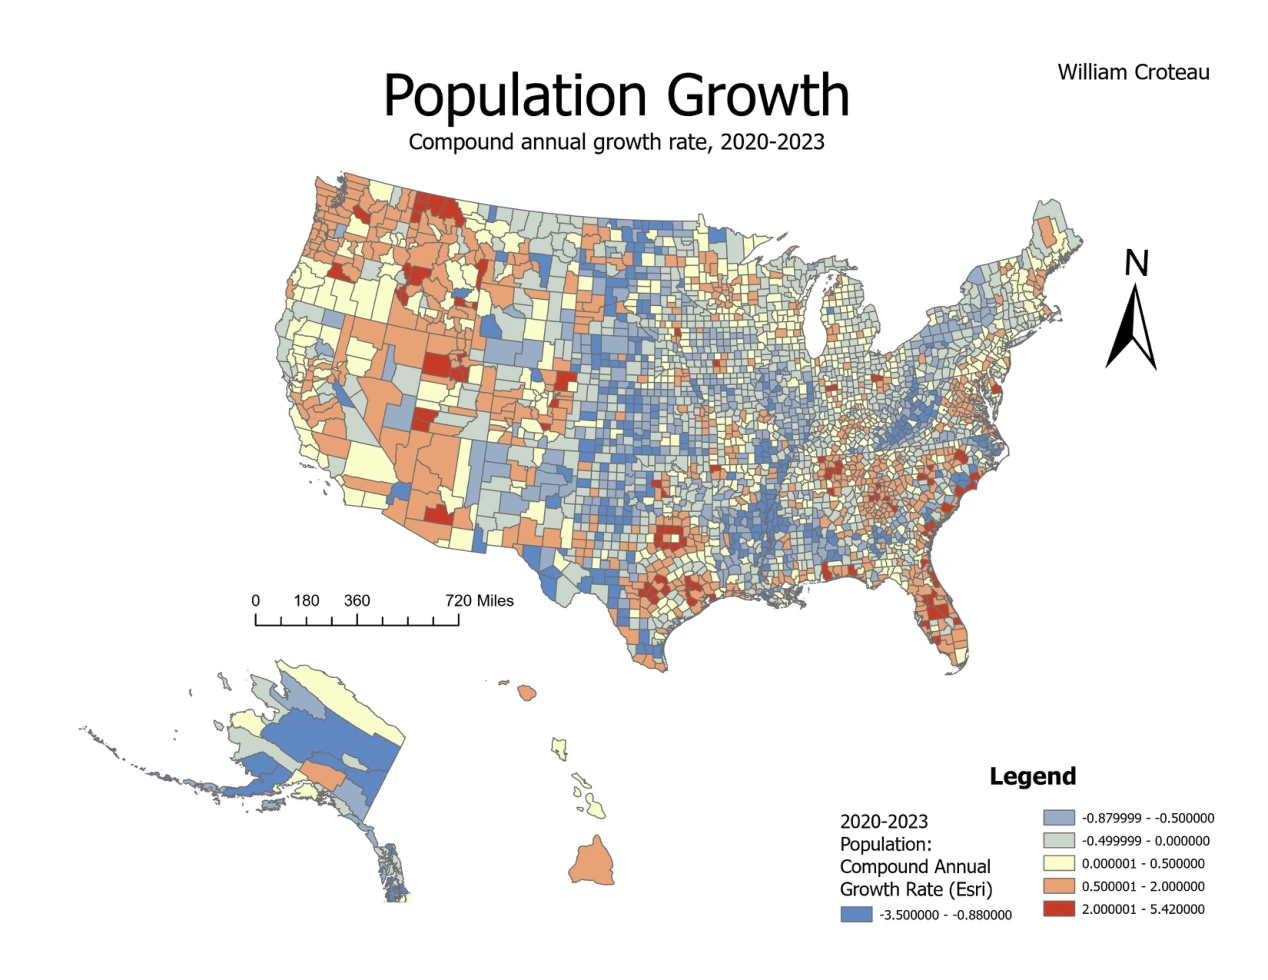 William Croteau
Population Growth
Compound annual growth rate, 2020-2023
N
0 180 360 720 Miles
Legend
2020-2023
Population:
Compound Annual
Growth Rate (Esri)
-3.500000 - -0.880000
-0.879999 - -0.500000
-0.499999 - 0.000000
0.000001 - 0.500000
0.500001 - 2.000000
2.000001 - 5.420000